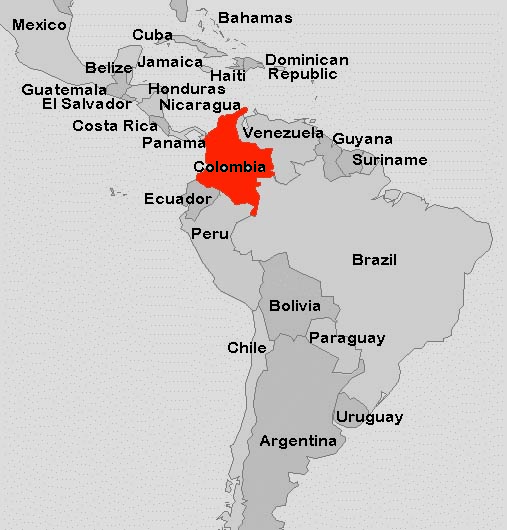 Mexico
Bahamas
Cuba
Belize
Jamaica
Haiti
Dominican
Republic
Guatemala
Honduras
El Salvador
Nicaragua
Costa Rica
Panamá
Venezuela
Guyana
Suriname
Colombia
Ecuador
Peru
Brazil
Bolivia
Chile
Paraguay
Uruguay
Argentina